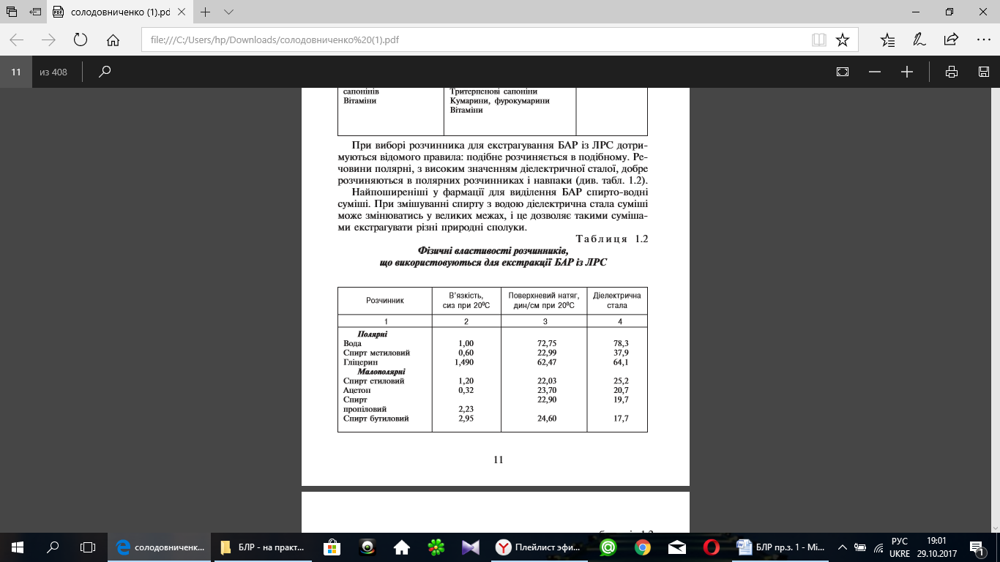 солодовниченко (1).pd
file:///C:/Users/hp/Downloads/солодовниченко%20(1).pdf
11 из 408
сапонінів Тритерпенові сапоніни
Вітаміни Кумарини, фурокумарини
Вітаміни
При виборі розчинника для екстрагування БАР із ЛРС дотри-
муються відомого правила: подібне розчиняється в подібному. Ре-
човини полярні, з високим значенням діелектричної сталої, добре
розчиняються в полярних розчинниках і навпаки (див. табл. 1.2).
Найпоширеніші у фармації для виділення БАР спирто-водні
суміші. При змішуванні спирту з водою діелектрична стала суміші
може змінюватись у великих межах, і це дозволяє такими суміша-
ми екстрагувати різні природні сполуки.
Таблиця 1.2
Фізичні властивості розчинників,
що використовуються для екстракції БАР із ЛРС
Розчинник В'язкість, сиз при 20⁰С Поверхневий натяг, дин/см при 20⁰С Діелектрична стала
1 2 3 4
Полярні
Вода 1,00 72,75 78,3
Спирт метиловий 0,60 22,99 37,9
Гліцерин 1,490 62,47 64,1
Малополярні
Спирт етиловий 1,20 22,03 25,2
Ацетон 0,32 23,70 20,7
Спирт 22,90 19,7
пропіловий 2,23
Спирт бутиловий 2,95 24,60 17,7
11
солодовниченк... БЛР - на практ... Плейлист эфи... БЛР пр.з. 1 - Mi... РУС 19:01
UKRE 29.10.2017 1